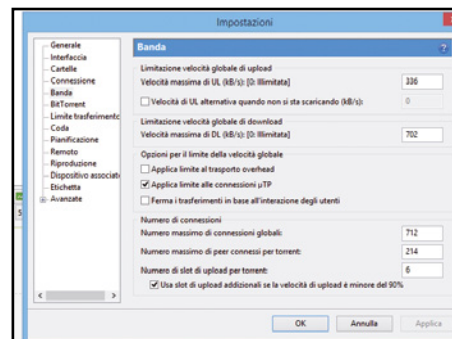 Impostazioni
Generale
Interfaccia
Cartelle
Connessione
Banda
BitTorrent
Limite trasferimento
Coda
Pianificazione
Remoto
Riproduzione
Dispositivo associato
Etichetta
Avanzate
Banda
Limitazione velocità globale di upload
Velocità massima di UL (kB/s): [0: Illimitata] 336
Velocità di UL alternativa quando non si sta scaricando (kB/s): 0
Limitazione velocità globale di download
Velocità massima di DL (kB/s): [0: Illimitata] 702
Opzioni per il limite della velocità globale
Applica limite al trasporto overhead
Applica limite alle connessioni µTP
Ferma i trasferimenti in base all'interazione degli utenti
Numero di connessioni
Numero massimo di connessioni globali: 712
Numero massimo di peer connessi per torrent: 214
Numero di slot di upload per torrent: 6
Usa slot di upload addizionali se la velocità di upload è minore del 90%
OK Annulla Applica